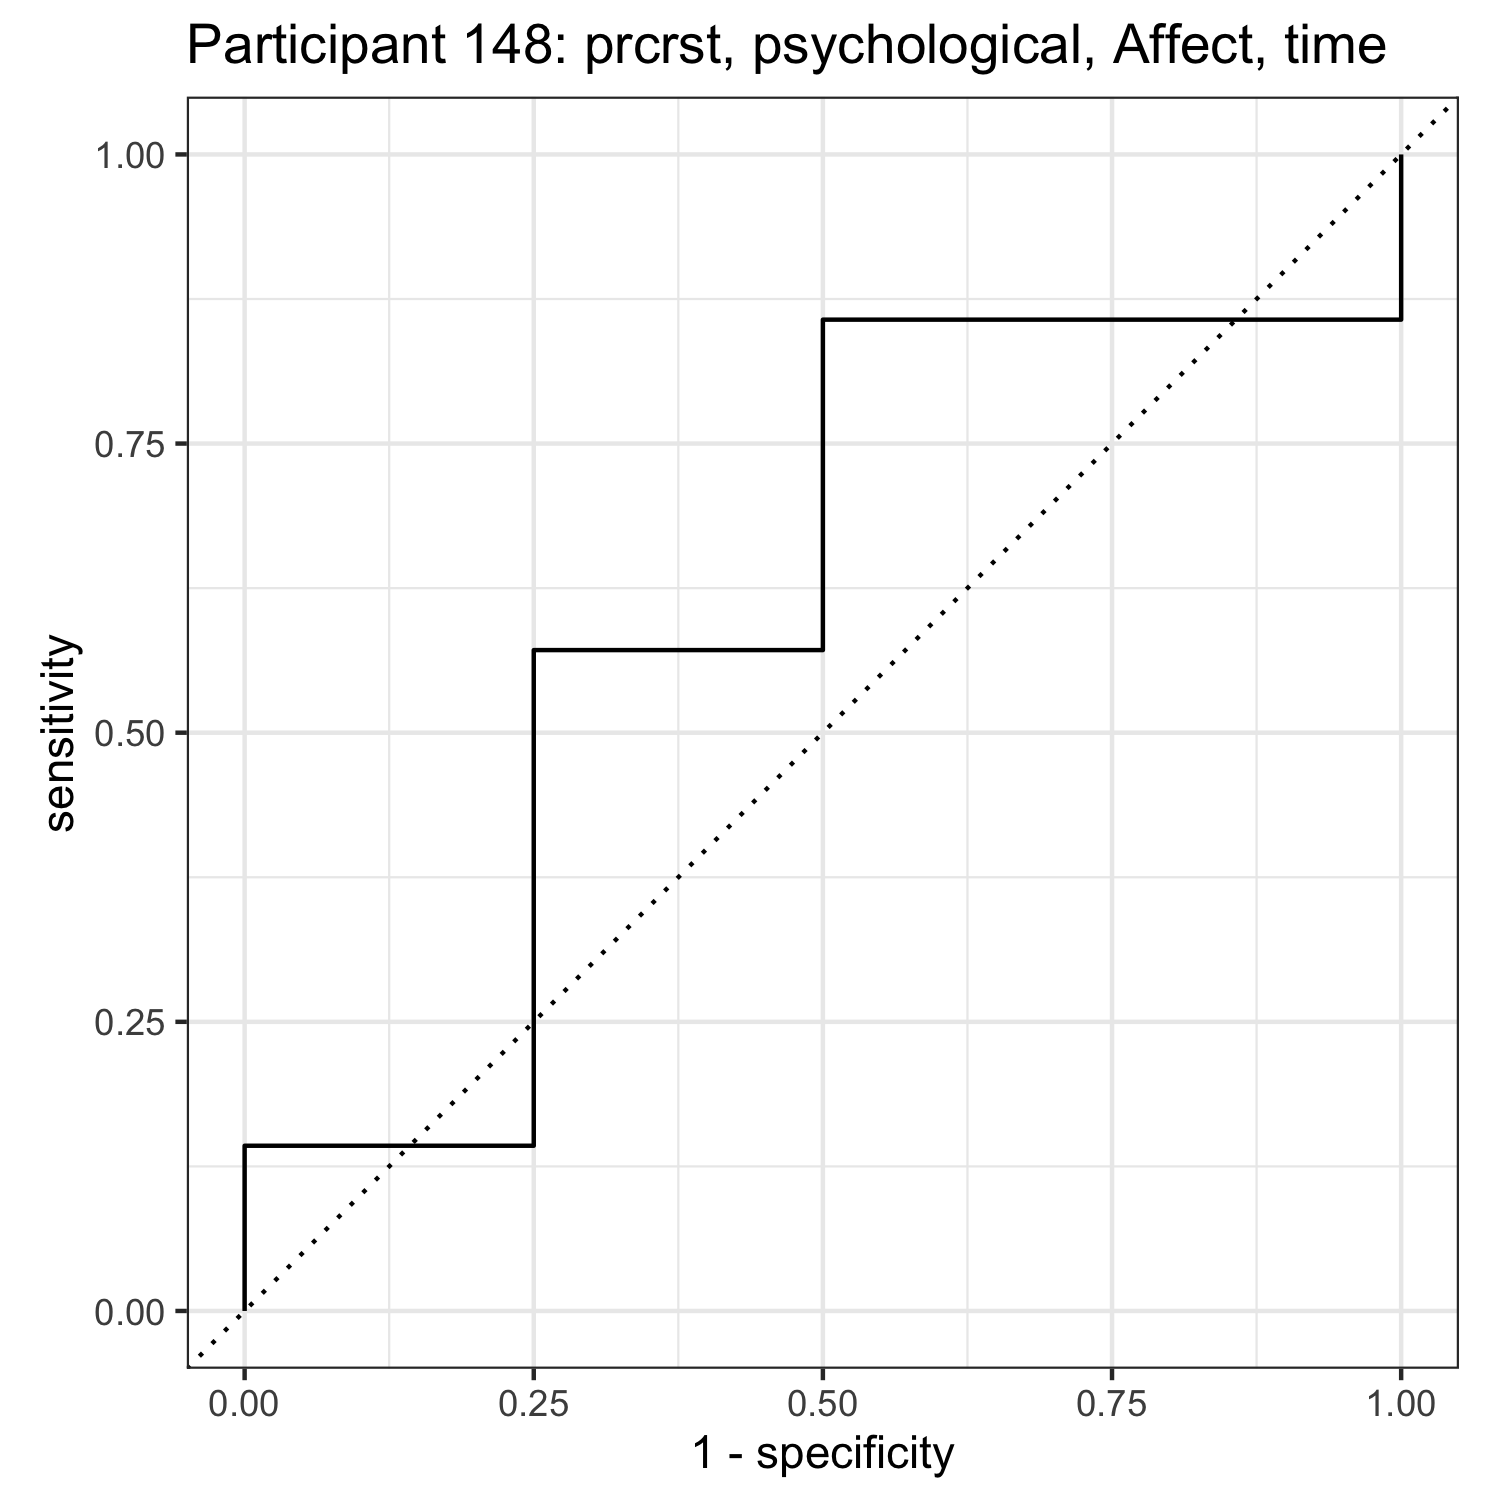 Participant 148: prcrst, psychological, Affect, time
1.00
0.75
0.50
0.25
0.00
sensitivity
0.00 0.25 0.50 0.75 1.00
1 - specificity